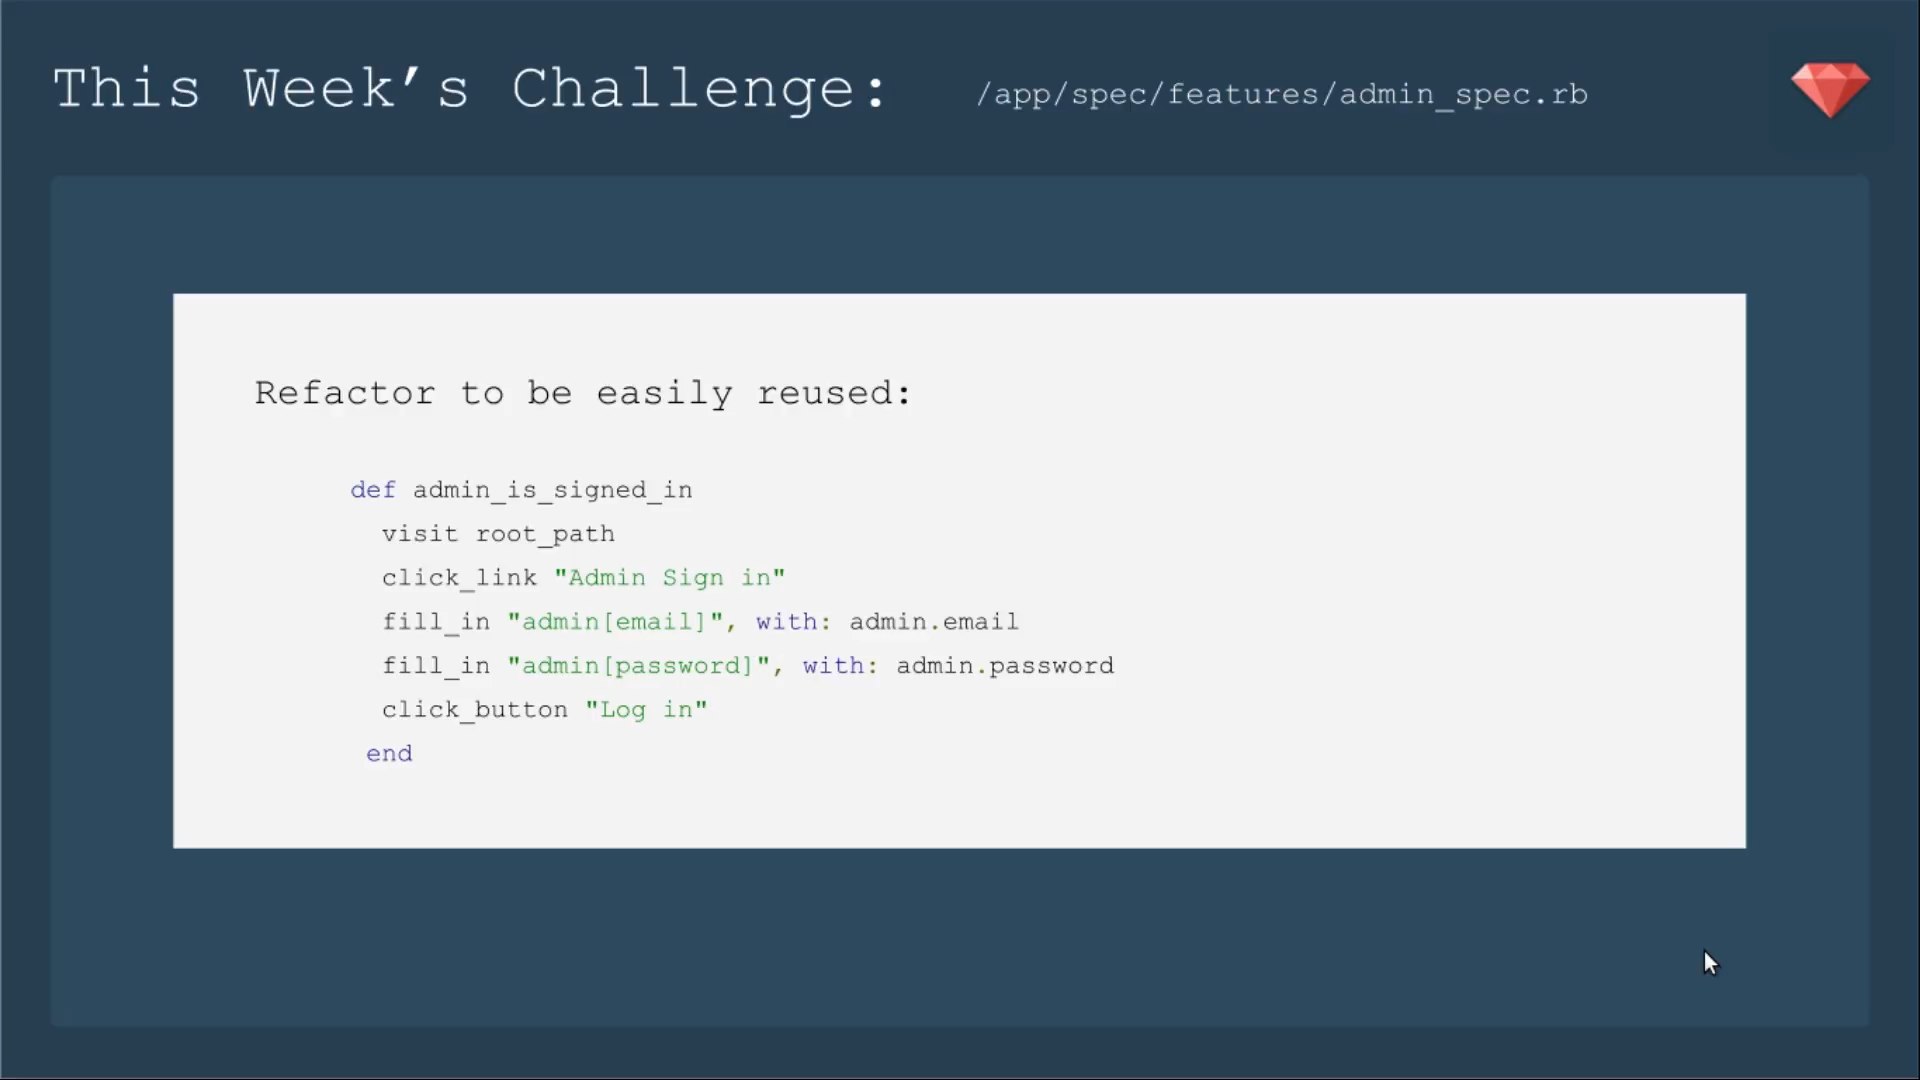 This Week’s Challenge:
/app/spec/features/admin_spec.rb
Refactor to be easily reused:
def admin_is_signed_in
visit root_path
click_link "Admin Sign in"
fill_in "admin[email]", with: admin.email
fill_in "admin[password]", with: admin.password
click_button "Log in"
end